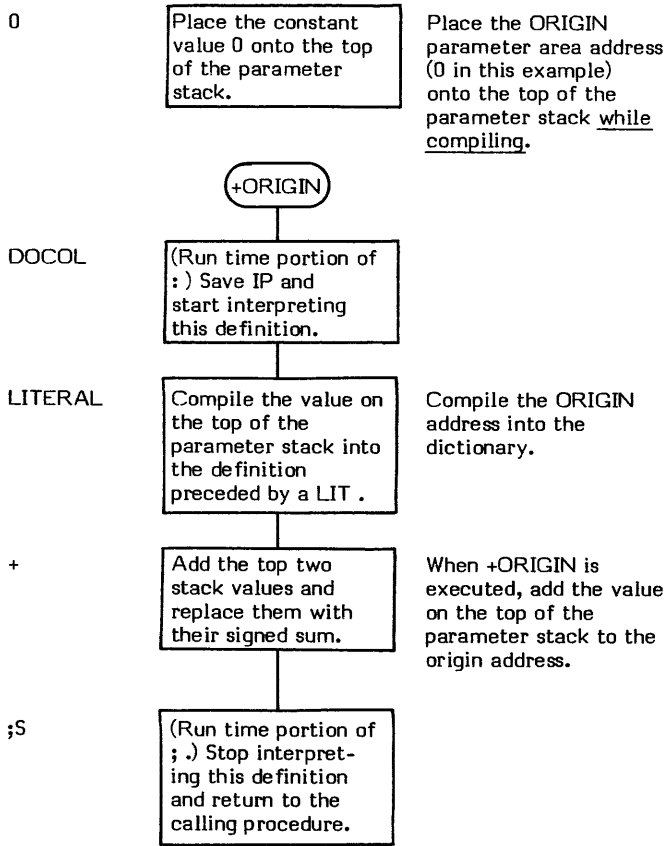 0
Place the constant
value 0 onto the top
of the parameter
stack.
Place the ORIGIN
parameter area address
(0 in this example)
onto the top of the
parameter stack while
compiling.
+ORIGIN
DOCOL
(Run time portion of
: ) Save IP and
start interpreting
this definition.
LITERAL
Compile the value on
the top of the
parameter stack into
the definition
preceded by a LIT .
Compile the ORIGIN
address into the
dictionary.
+
Add the top two
stack values and
replace them with
their signed sum.
When +ORIGIN is
executed, add the value
on the top of the
parameter stack to the
origin address.
;S
(Run time portion of
; .) Stop interpret-
ing this definition
and return to the
calling procedure.